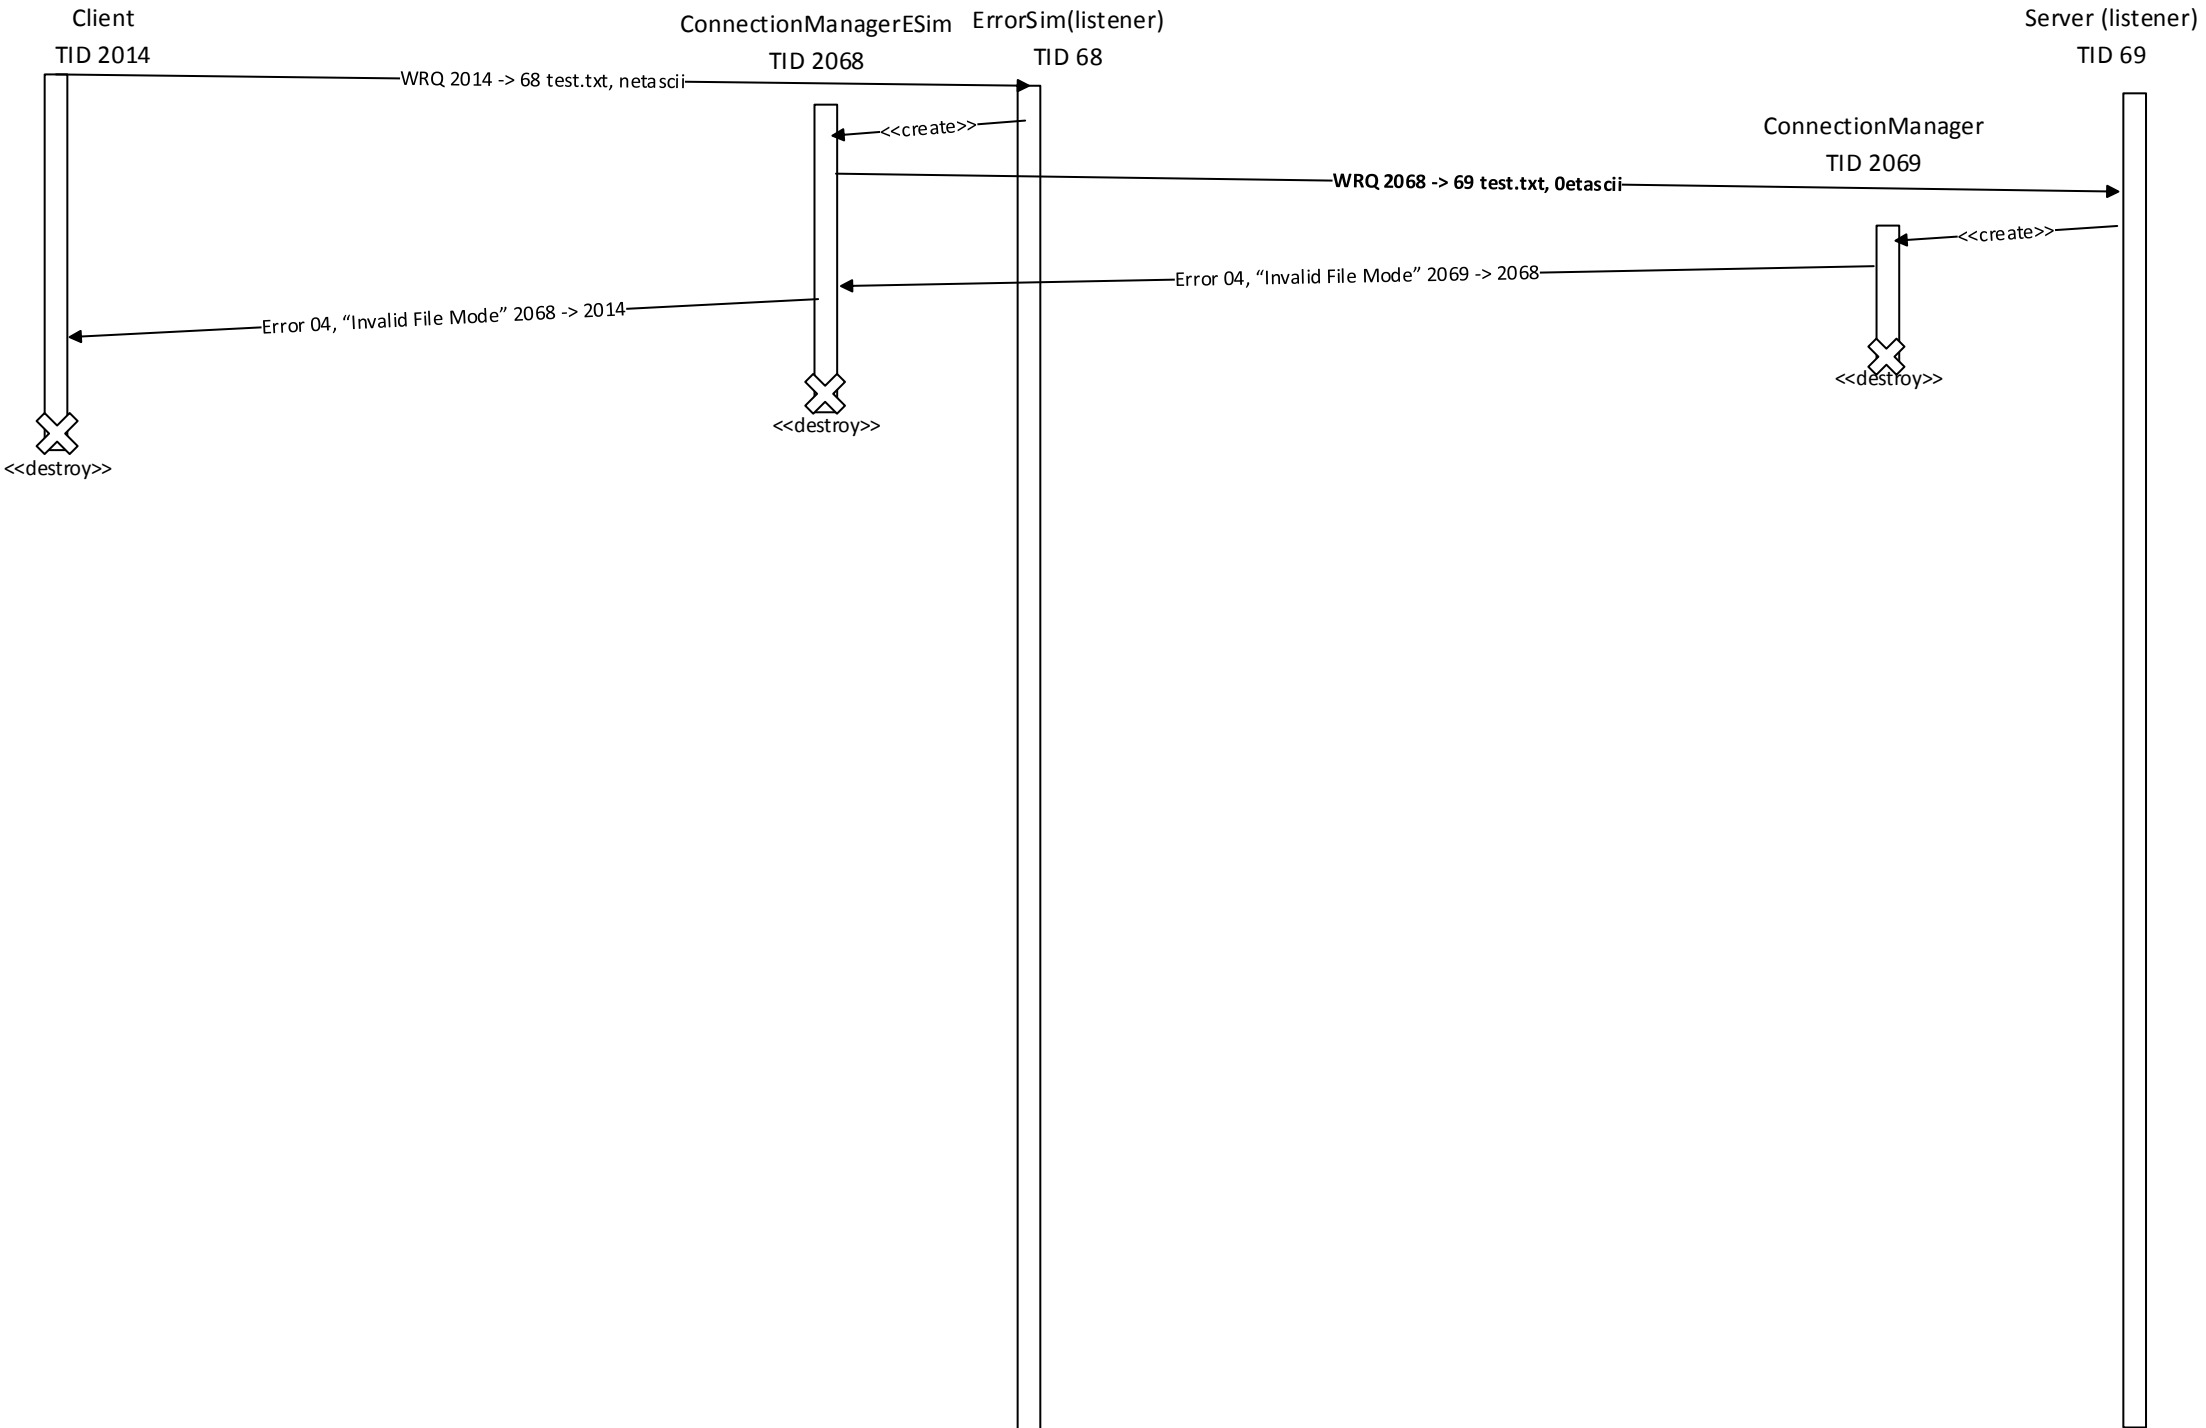 Client
TID 2014
ConnectionManagerESim
TID 2068
ErrorSim(listener)
TID 68
Server (listener)
TID 69
WRQ 2014 -> 68 test.txt, netascii
<<create>>
ConnectionManager
TID 2069
WRQ 2068 -> 69 test.txt, 0etascii
<<create>>
Error 04, “Invalid File Mode” 2069 -> 2068
Error 04, “Invalid File Mode” 2068 -> 2014
<<destroy>>
<<destroy>>
<<destroy>>